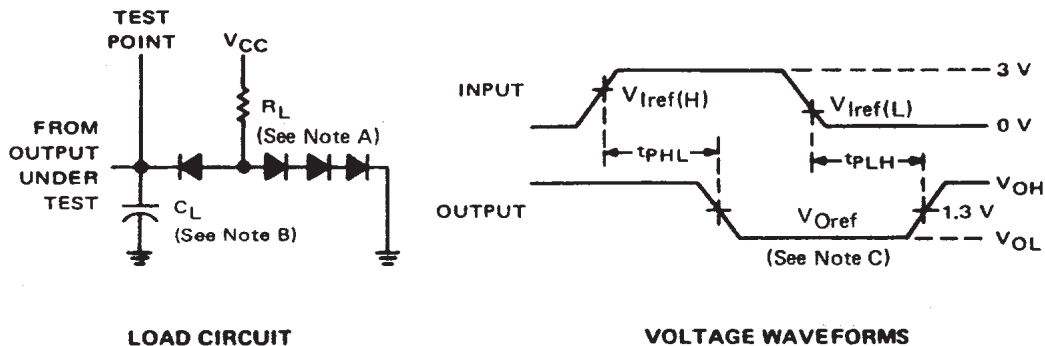 TEST
POINT
VCC
RL
(See Note A)
FROM
OUTPUT
UNDER
TEST
CL
(See Note B)
LOAD CIRCUIT
INPUT
VIref(H)
VIref(L)
3 V
0 V
tPHL
tPLH
OUTPUT
VOref
(See Note C)
VOH
1.3 V
VOL
VOLTAGE WAVEFORMS